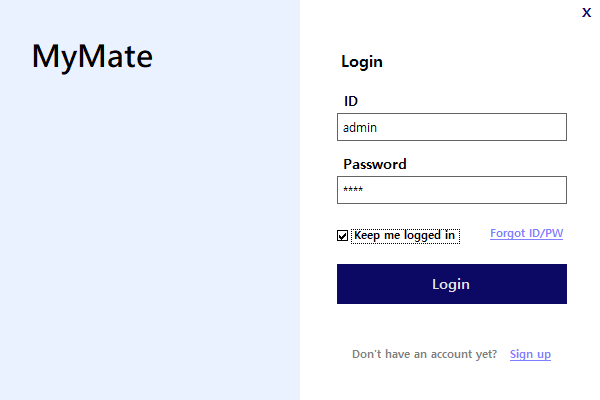 X
MyMate
Login
ID
admin
Password
****
Keep me logged in
Forgot ID/PW
Login
Don't have an account yet? Sign up